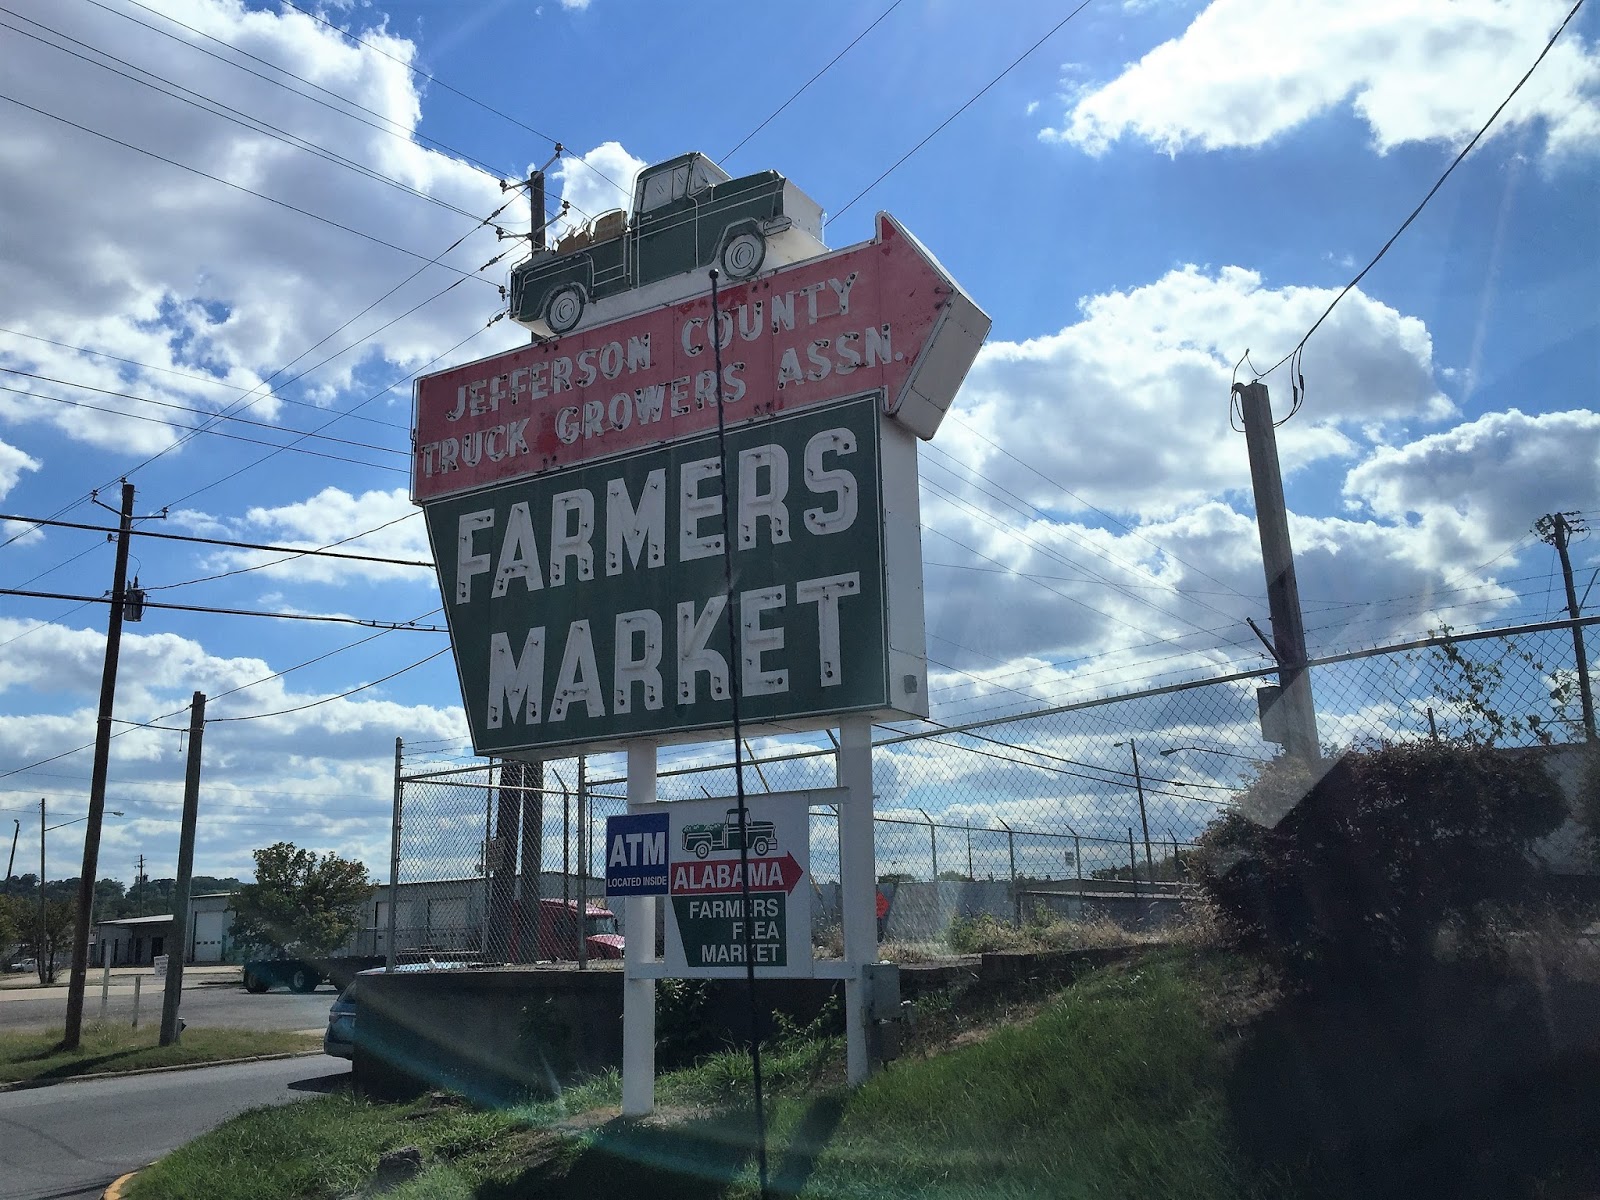 JEFFERSON COUNTY
TRUCK GROWERS ASSN.
FARMERS
MARKET
ATM
LOCATED INSIDE
ALABAMA
FARMERS
FLEA
MARKET